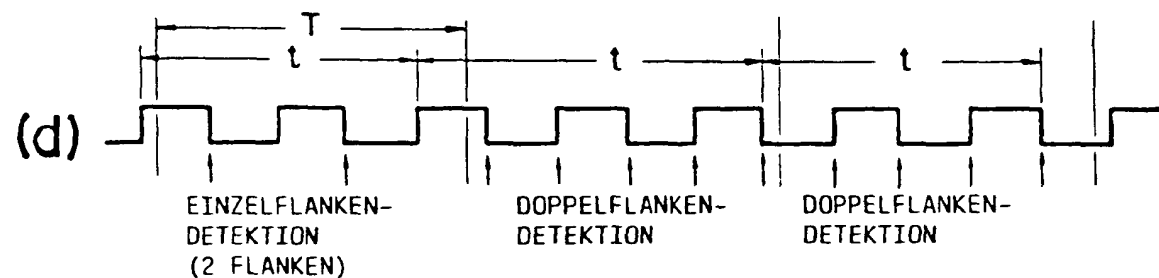 T
t
t
t
(d)
EINZELFLANKEN-
DETEKTION
(2 FLANKEN)
DOPPELFLANKEN-
DETEKTION
DOPPELFLANKEN-
DETEKTION